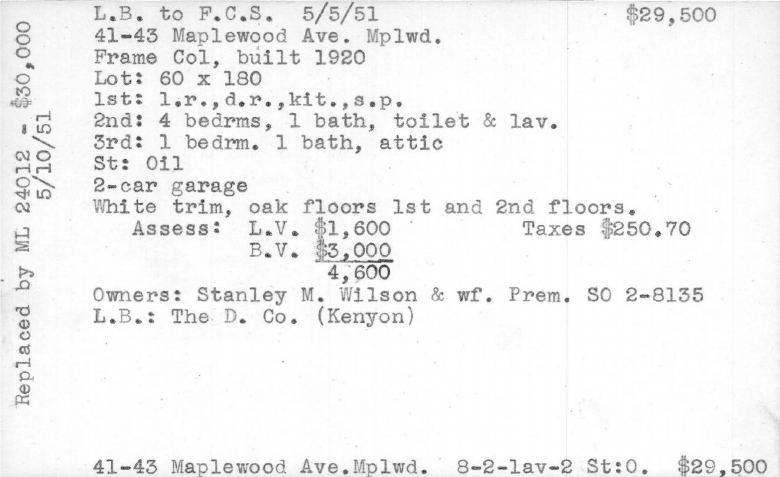 L.B. to F.C.S. 5/5/51 $29,500
41-43 Maplewood Ave. Mplwd.
Frame Col, built 1920
Lot: 60 x 180
1st: l.r.,d.r.,kit.,s.p.
2nd: 4 bedrms, 1 bath, toilet & lav.
3rd: 1 bedrm. 1 bath, attic
St: Oil
2-car garage
White trim, oak floors 1st and 2nd floors.
Assess: L.V. $1,600 Taxes $250.70
B.V. $3,000
4,600
Owners: Stanley M. Wilson & wf. Prem. SO 2-8135
L.B.: The D. Co. (Kenyon)
41-43 Maplewood Ave.Mplwd. 8-2-lav-2 St:O. $29,500
Replaced by ML 24012 - $30,000
5/10/51